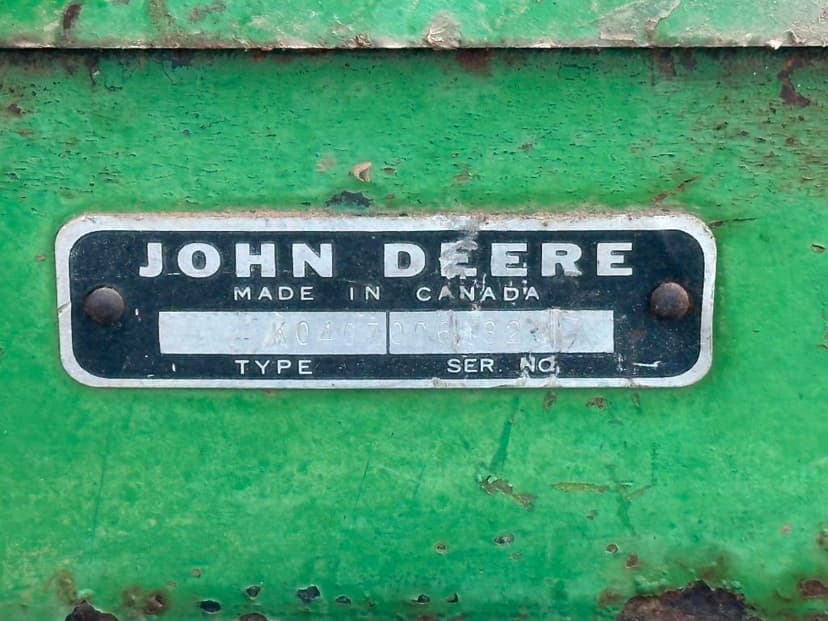 JOHN DEERE
MADE IN CANADA
TYPE SER. NO.